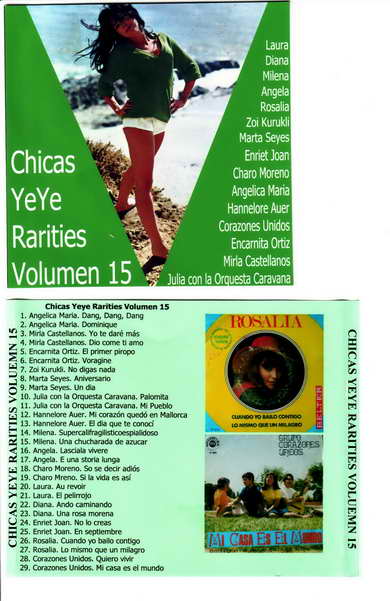 Laura
Diana
Milena
Angela
Rosalia
Zoi Kurukli
Marta Seyes
Enriet Joan
Charo Moreno
Angelica Maria
Hannelore Auer
Corazones Unidos
Encarnita Ortiz
Mirla Castellanos
Julia con la Orquesta Caravana
Chicas
YeYe
Rarities
Volumen 15
Chicas Yeye Rarities Volumen 15
1. Angelica Maria. Dang, Dang, Dang
2. Angelica Maria. Dominique
3. Mirla Castellanos. Yo te daré más
4. Mirla Castellanos. Dio come ti amo
5. Encarnita Ortiz. El primer piropo
6. Encarnita Ortiz. Voragine
7. Zoi Kurukli. No digas nada
8. Marta Seyes. Aniversario
9. Marta Seyes. Un dia
10. Julia con la Orquesta Caravana. Palomita
11. Julia con la Orquesta Caravana. Mi Pueblo
12. Hannelore Auer. Mi corazón quedó en Mallorca
13. Hannelore Auer. El dia que te conocí
14. Milena. Supercalifragilisticoespialidoso
15. Milena. Una chucharada de azucar
16. Angela. Lasciala vivere
17. Angela. E una storia lunga
18. Charo Moreno. So se decir adiós
19. Charo Mreno. Si la vida es así
20. Laura. Au revoir
21. Laura. El pelirrojo
22. Diana. Ando caminando
23. Diana. Una rosa morena
24. Enriet Joan. No lo creas
25. Enriet Joan. En septiembre
26. Rosalia. Cuando yo bailo contigo
27. Rosalia. Lo mismo que un milagro
28. Corazones Unidos. Quiero vivir
29. Corazones Unidos. Mi casa es el mundo
CHICAS YEYE RARITIES VOLUEMN 15
CHICAS YEYE RARITIES VOLUEMN 15
ROSALIA
BELTER
CUANDO YO BAILO CONTIGO
LO MISMO QUE UN MILAGRO
GRUPO
CORAZONES
UNIDOS
MI CASA ES EL MUNDO